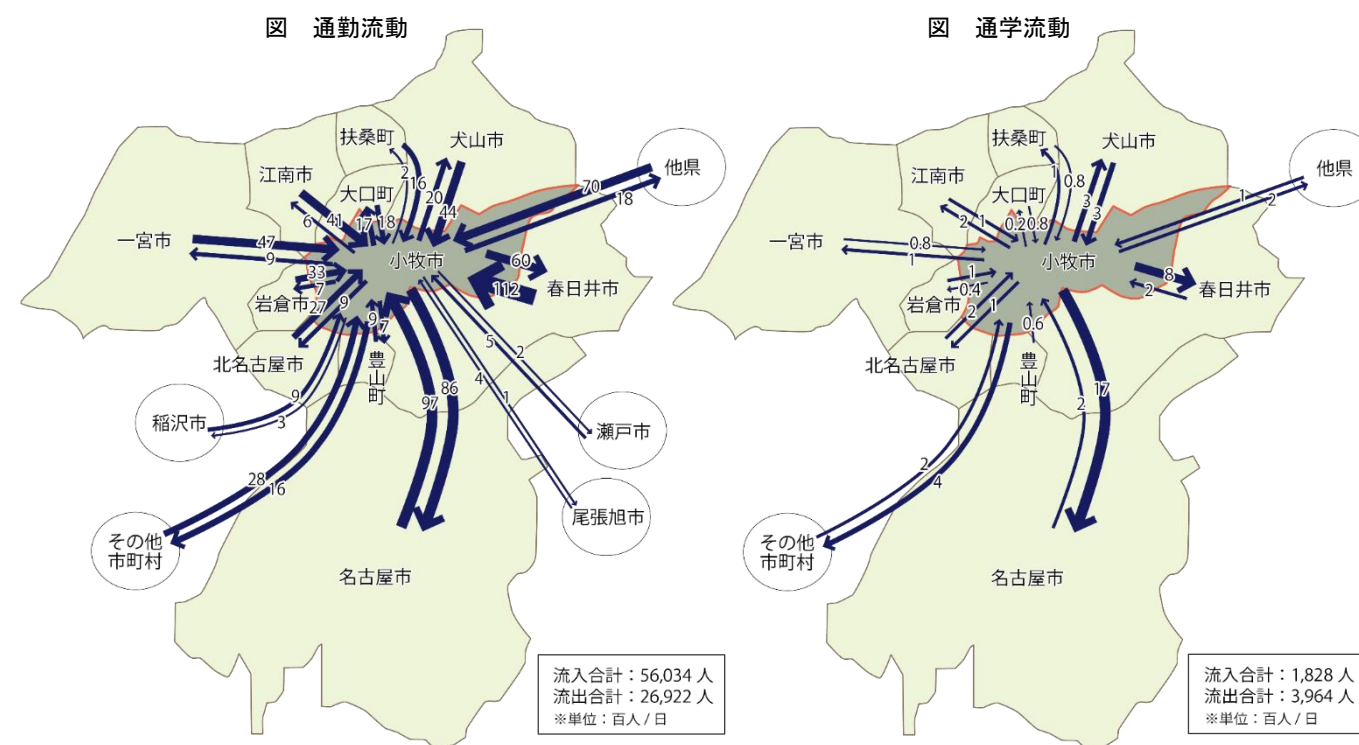 図　通勤流動
扶桑町
犬山市
他県
江南市
大口町
2
16
20
44
70
18
6
41
17
18
一宮市
47
9
小牧市
60
112
春日井市
33
7
岩倉市
27
9
9
7
北名古屋市
豊山町
5
2
4
1
86
97
稲沢市
9
3
瀬戸市
28
16
尾張旭市
その他
市町村
名古屋市
流入合計：56,034 人
流出合計：26,922 人
※単位：百人 / 日
図　通学流動
扶桑町
犬山市
他県
江南市
大口町
1
0.8
3
3
1
2
2
1
0.2
0.8
一宮市
0.8
1
小牧市
8
2
春日井市
1
0.4
岩倉市
2
1
0.6
北名古屋市
豊山町
17
2
2
4
その他
市町村
名古屋市
流入合計：1,828 人
流出合計：3,964 人
※単位：百人 / 日